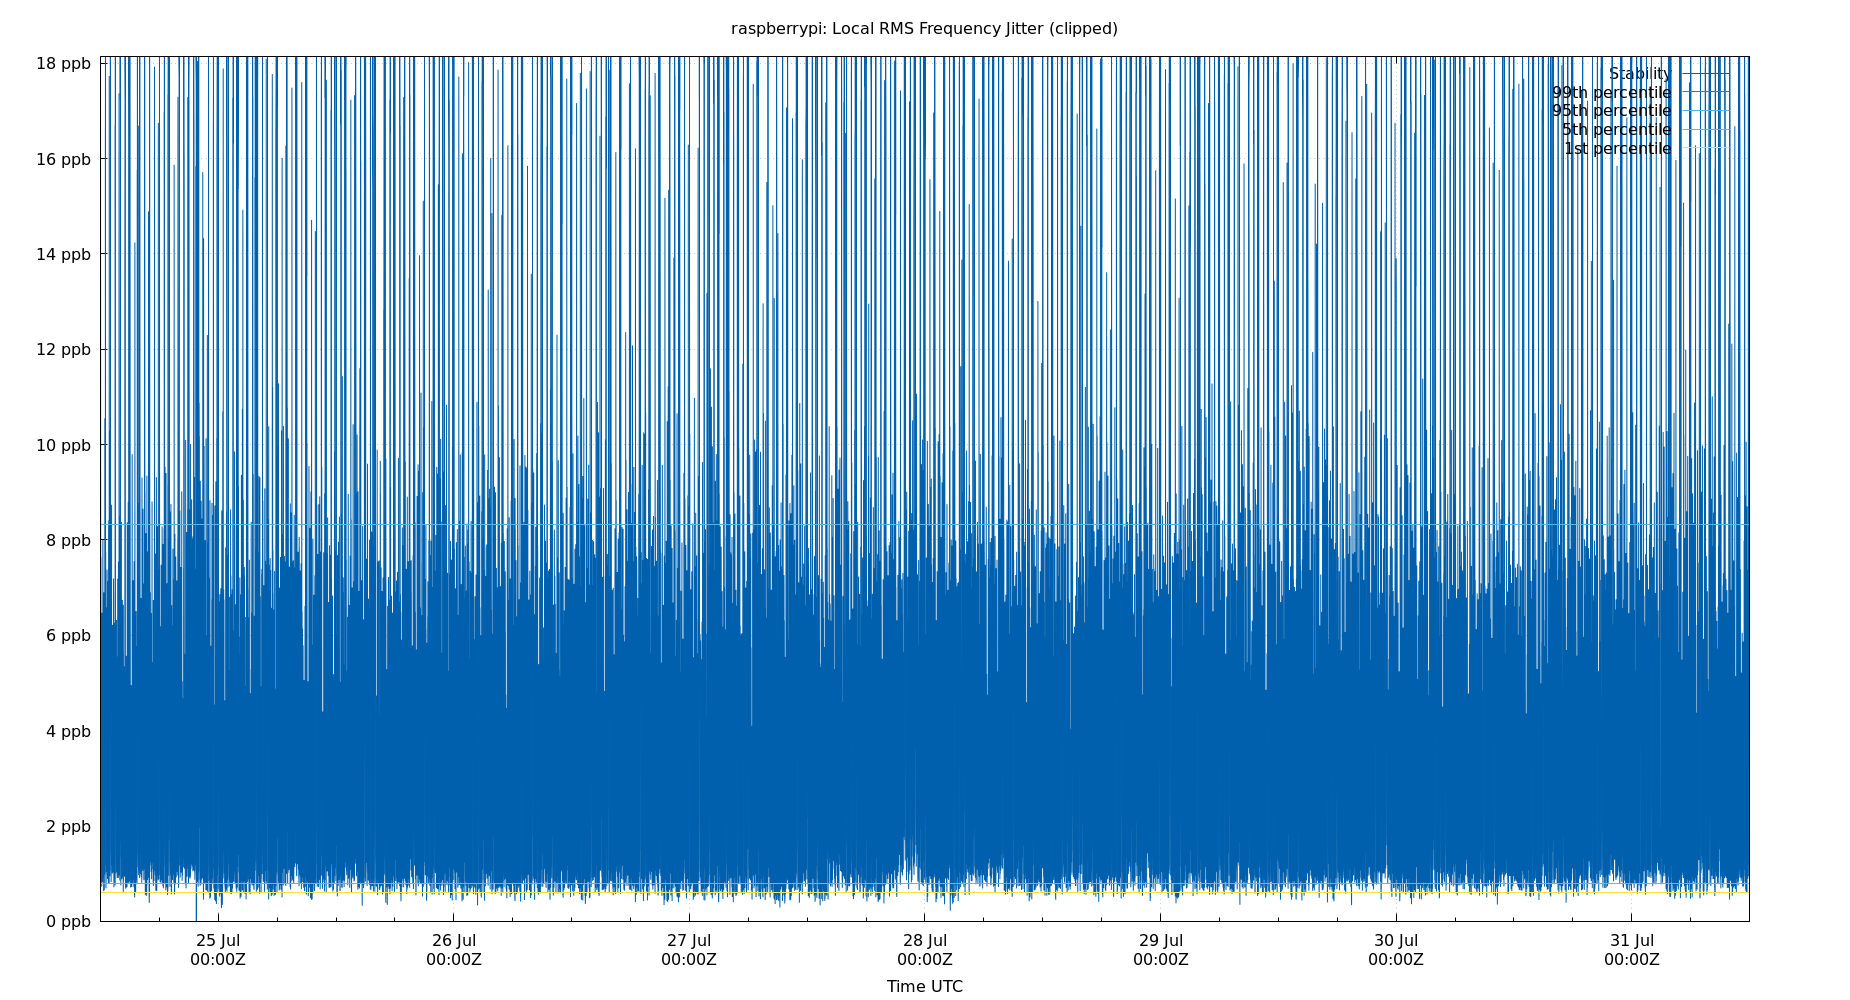 raspberrypi: Local RMS Frequency Jitter (clipped)
18 ppb
16 ppb
14 ppb
12 ppb
10 ppb
8 ppb
6 ppb
4 ppb
2 ppb
0 ppb
Stability
99th percentile
95th percentile
5th percentile
1st percentile
25 Jul 26 Jul 27 Jul 28 Jul 29 Jul 30 Jul 31 Jul
00:00Z 00:00Z 00:00Z 00:00Z 00:00Z 00:00Z 00:00Z
Time UTC